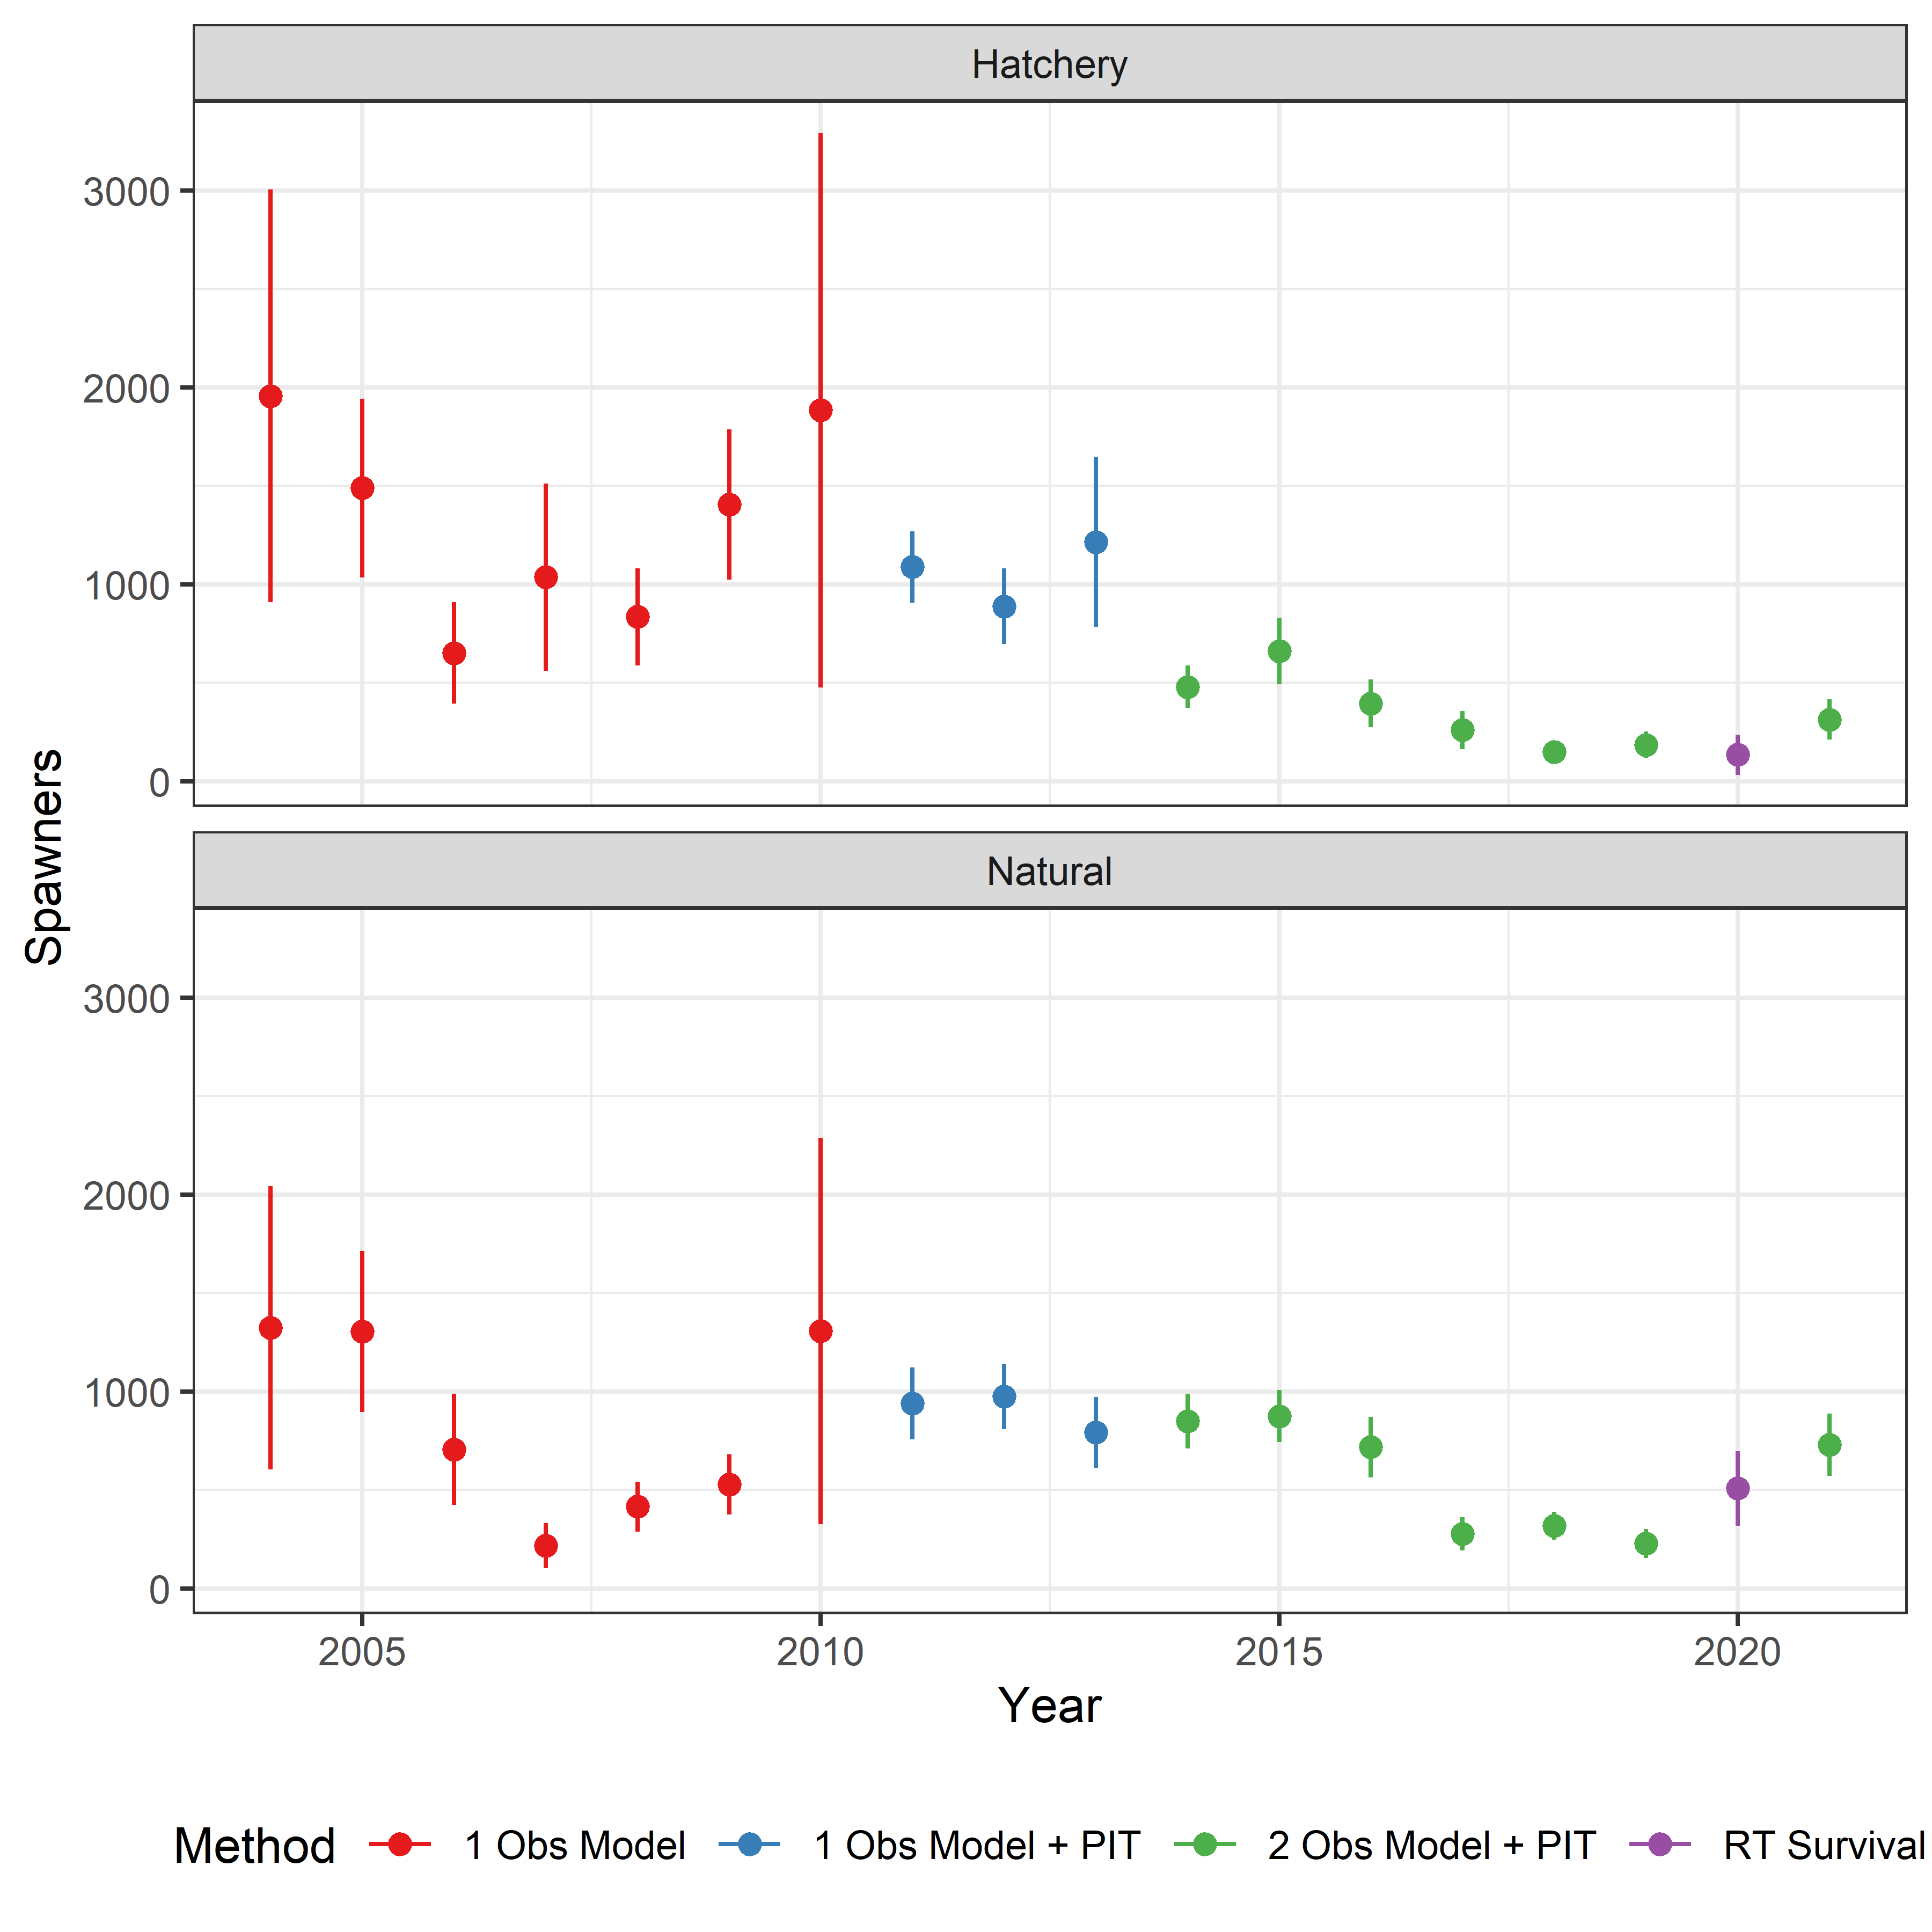 Hatchery
3000
2000
1000
0
Spawners
Natural
3000
2000
1000
0
2005 2010 2015 2020
Year
Method 1 Obs Model 1 Obs Model + PIT 2 Obs Model + PIT RT Survival